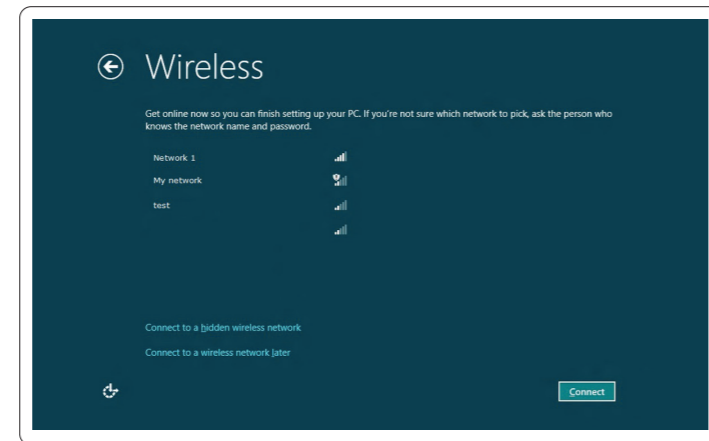 Wireless
Get online now so you can finish setting up your PC. If you're not sure which network to pick, ask the person who
knows the network name and password.
Network 1
My network
test
Connect to a hidden wireless network
Connect to a wireless network later
Connect